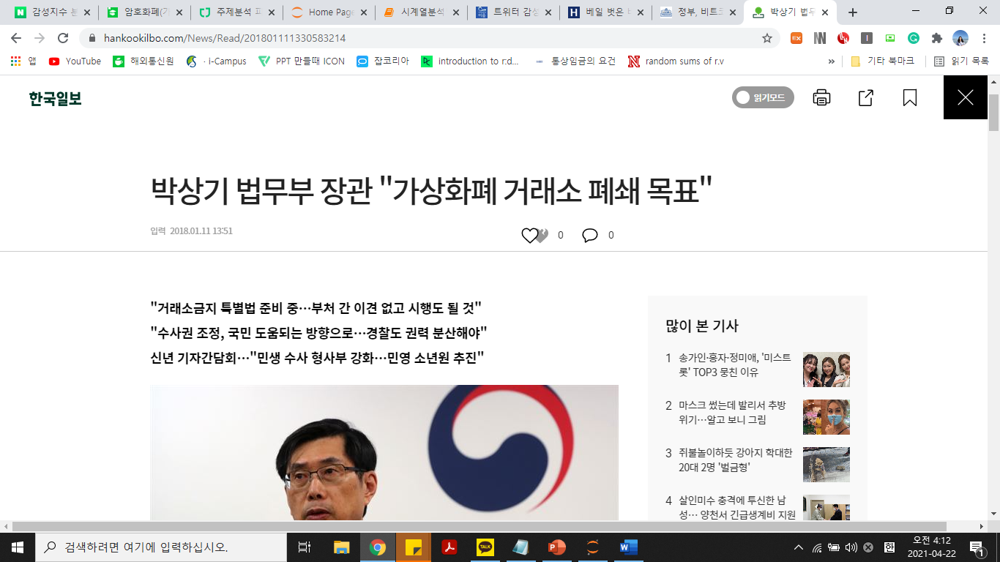 감성지수 분
암호화폐(가
주제분석 파
Home Page
시계열분석
트위터 감성
베일 벗은 비
정부, 비트코
박상기 법무
hankookilbo.com/News/Read/201801111330583214
앱
YouTube
해외통신원
· i-Campus
PPT 만들때 ICON
잡코리아
introduction to r:d...
통상임금의 요건
random sums of r.v
»
기타 북마크
읽기 목록
한국일보
읽기모드
박상기 법무부 장관 "가상화폐 거래소 폐쇄 목표"
입력 2018.01.11 13:51
0
0
"거래소금지 특별법 준비 중…부처 간 이견 없고 시행도 될 것"
"수사권 조정, 국민 도움되는 방향으로…경찰도 권력 분산해야"
신년 기자간담회…"민생 수사 형사부 강화…민영 소년원 추진"
많이 본 기사
1 송가인·홍자·정미애, '미스트
롯' TOP3 뭉친 이유
2 마스크 썼는데 발리서 추방
위기…알고 보니 그림
3 쥐불놀이하듯 강아지 학대한
20대 2명 '벌금형'
4 살인미수 충격에 투신한 남
성… 양천서 긴급생계비 지원
검색하려면 여기에 입력하십시오.
TALK
한
오전 4:12
2021-04-22
1